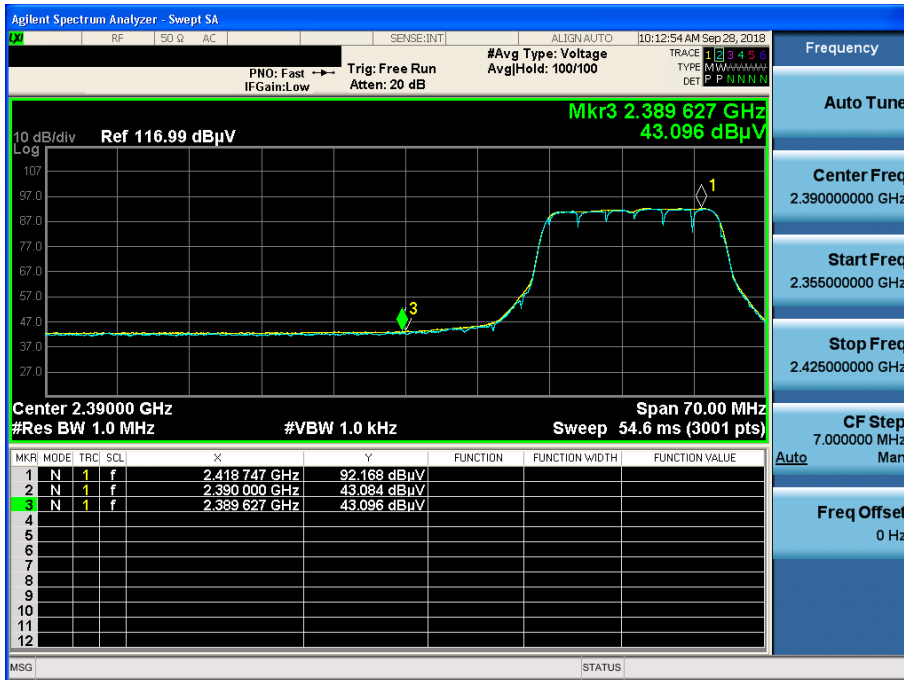 Agilent Spectrum Analyzer - Swept SA
LXI RF 50 Ω AC SENSE:INT ALIGN AUTO 10:12:54 AM Sep 28, 2018
PNO: Fast Trig: Free Run #Avg Type: Voltage TRACE 1 2 3 4 5 6
IFGain:Low Atten: 20 dB Avg|Hold: 100/100 TYPE M W
DET P P N N N N
Mkr3 2.389 627 GHz
43.096 dBµV
10 dB/div Ref 116.99 dBµV
Log
107
97.0
87.0
77.0
67.0
57.0
47.0
37.0
27.0
1
3
Center 2.39000 GHz Span 70.00 MHz
#Res BW 1.0 MHz #VBW 1.0 kHz Sweep 54.6 ms (3001 pts)
MKR MODE TRC SCL X Y FUNCTION FUNCTION WIDTH FUNCTION VALUE
1 N 1 f 2.418 747 GHz 92.168 dBµV
2 N 1 f 2.390 000 GHz 43.084 dBµV
3 N 1 f 2.389 627 GHz 43.096 dBµV
4
5
6
7
8
9
10
11
12
MSG STATUS
Frequency
Auto Tune
Center Freq
2.390000000 GHz
Start Freq
2.355000000 GHz
Stop Freq
2.425000000 GHz
CF Step
7.000000 MHz
Auto Man
Freq Offset
0 Hz